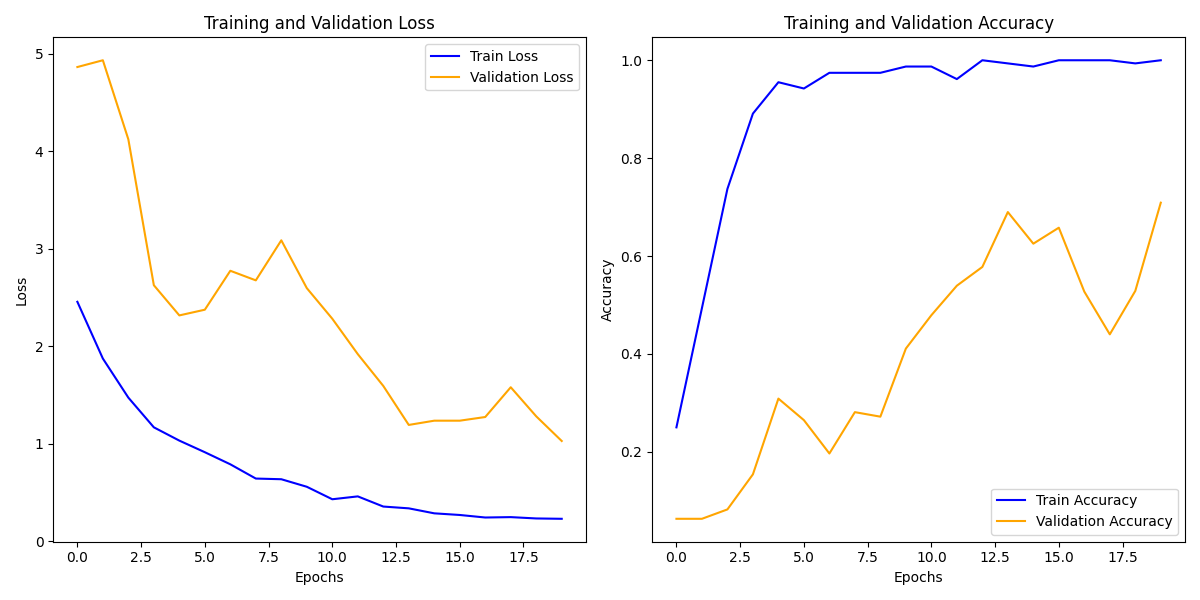 Training and Validation Loss
Train Loss
Validation Loss
Loss
5
4
3
2
1
0
0.0 2.5 5.0 7.5 10.0 12.5 15.0 17.5
Epochs
Training and Validation Accuracy
Accuracy
1.0
0.8
0.6
0.4
0.2
Train Accuracy
Validation Accuracy
0.0 2.5 5.0 7.5 10.0 12.5 15.0 17.5
Epochs